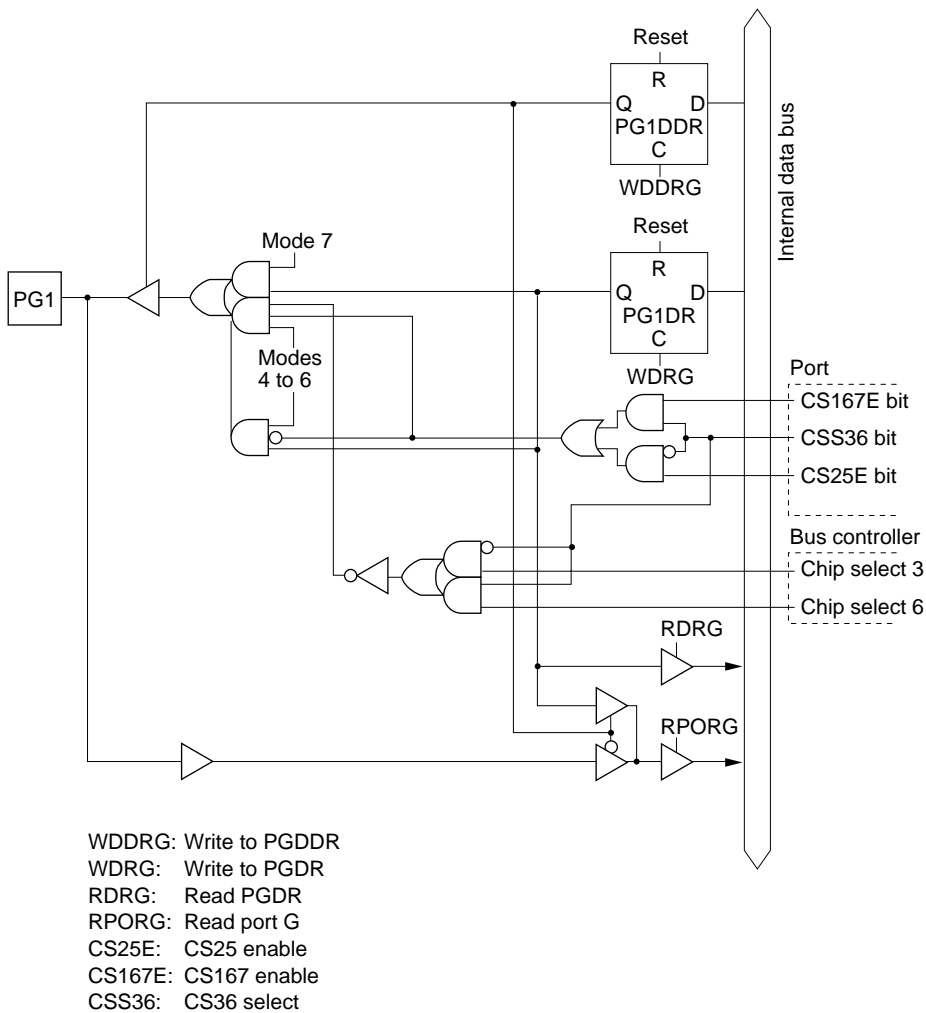 Reset
R
Q D
PG1DDR
C
WDDRG
Internal data bus
Reset
Mode 7
R
PG1
Q D
PG1DR
C
WDRG
Modes
4 to 6
Port
CS167E bit
CSS36 bit
CS25E bit
Bus controller
Chip select 3
Chip select 6
RDRG
RPORG
WDDRG: Write to PGDDR
WDRG: Write to PGDR
RDRG: Read PGDR
RPORG: Read port G
CS25E: CS25 enable
CS167E: CS167 enable
CSS36: CS36 select